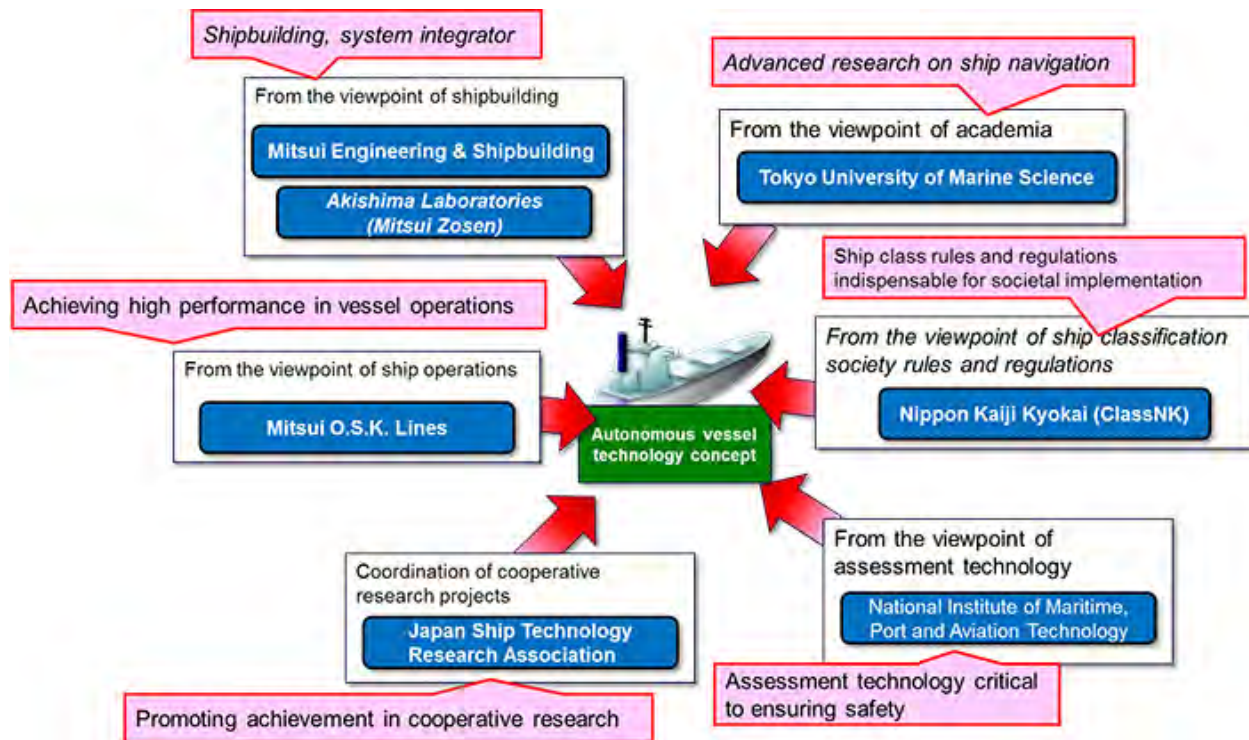 Shipbuilding, system integrator
From the viewpoint of shipbuilding
Mitsui Engineering & Shipbuilding
Akishima Laboratories
(Mitsui Zosen)
Advanced research on ship navigation
From the viewpoint of academia
Tokyo University of Marine Science
Achieving high performance in vessel operations
From the viewpoint of ship operations
Mitsui O.S.K. Lines
Ship class rules and regulations
indispensable for societal implementation
From the viewpoint of ship classification
society rules and regulations
Nippon Kaiji Kyokai (ClassNK)
Autonomous vessel
technology concept
Coordination of cooperative
research projects
Japan Ship Technology
Research Association
Promoting achievement in cooperative research
From the viewpoint of
assessment technology
National Institute of Maritime,
Port and Aviation Technology
Assessment technology critical
to ensuring safety